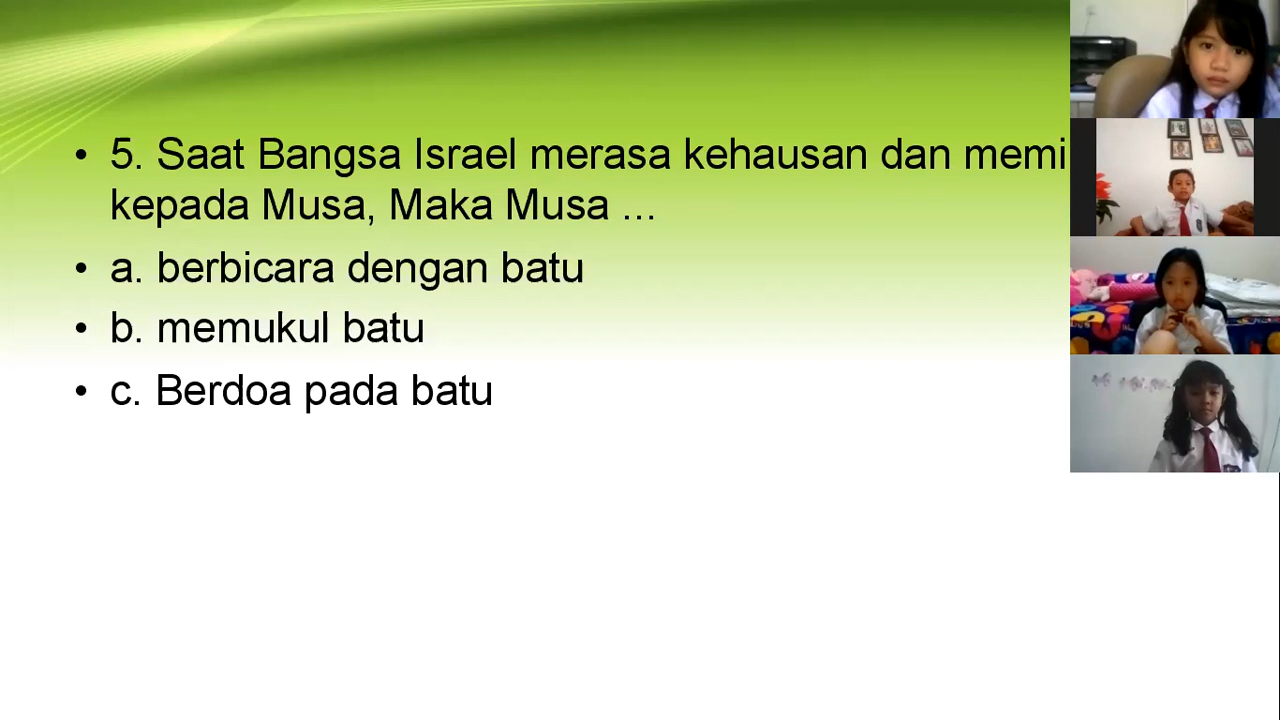 • 5. Saat Bangsa Israel merasa kehausan dan
kepada Musa, Maka Musa ...
• a. berbicara dengan batu
• b. memukul batu
• c. Berdoa pada batu